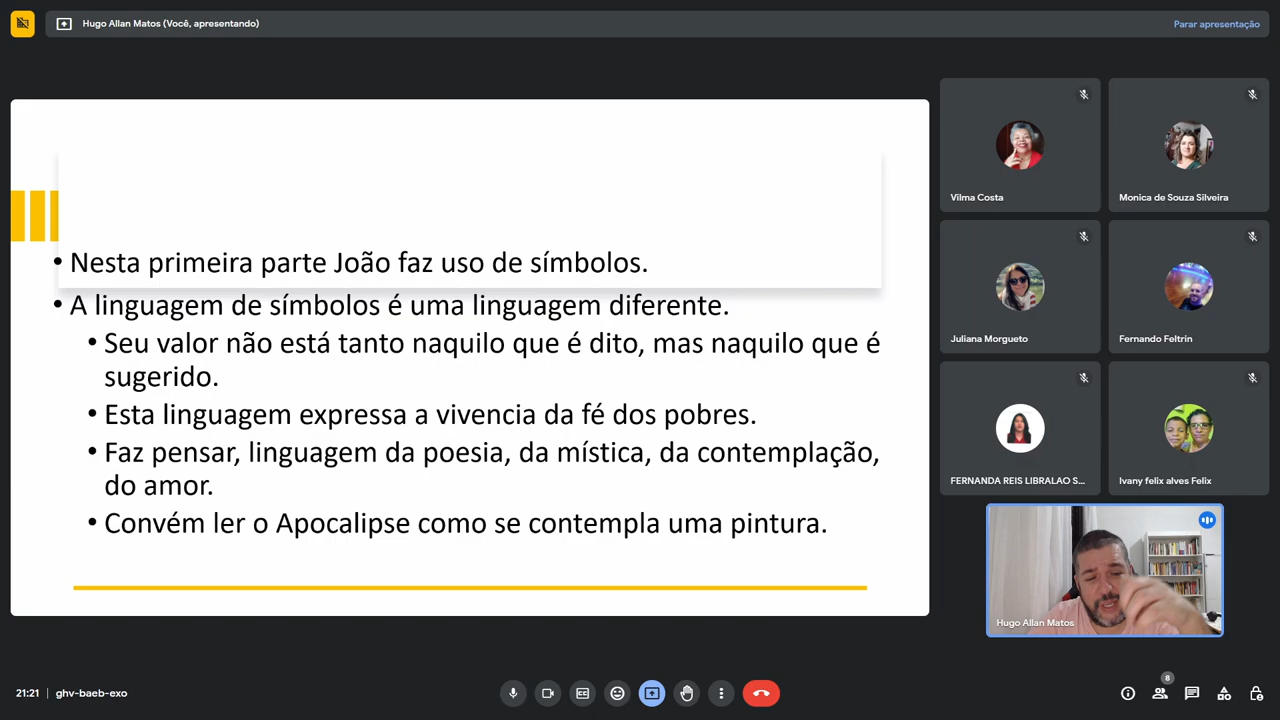 Hugo Allan Matos (Você, apresentando)
Parar apresentação
• Nesta primeira parte João faz uso de símbolos.
• A linguagem de símbolos é uma linguagem diferente.
• Seu valor não está tanto naquilo que é dito, mas naquilo que é
sugerido.
• Esta linguagem expressa a vivencia da fé dos pobres.
• Faz pensar, linguagem da poesia, da mística, da contemplação,
do amor.
• Convém ler o Apocalipse como se contempla uma pintura.
Vilma Costa
Monica de Souza Silveira
Juliana Morgueto
Fernando Feltrin
FERNANDA REIS LIBRALAO S...
Ivany felix alves Felix
Hugo Allan Matos
21:21 | ghv-baeb-exo
8